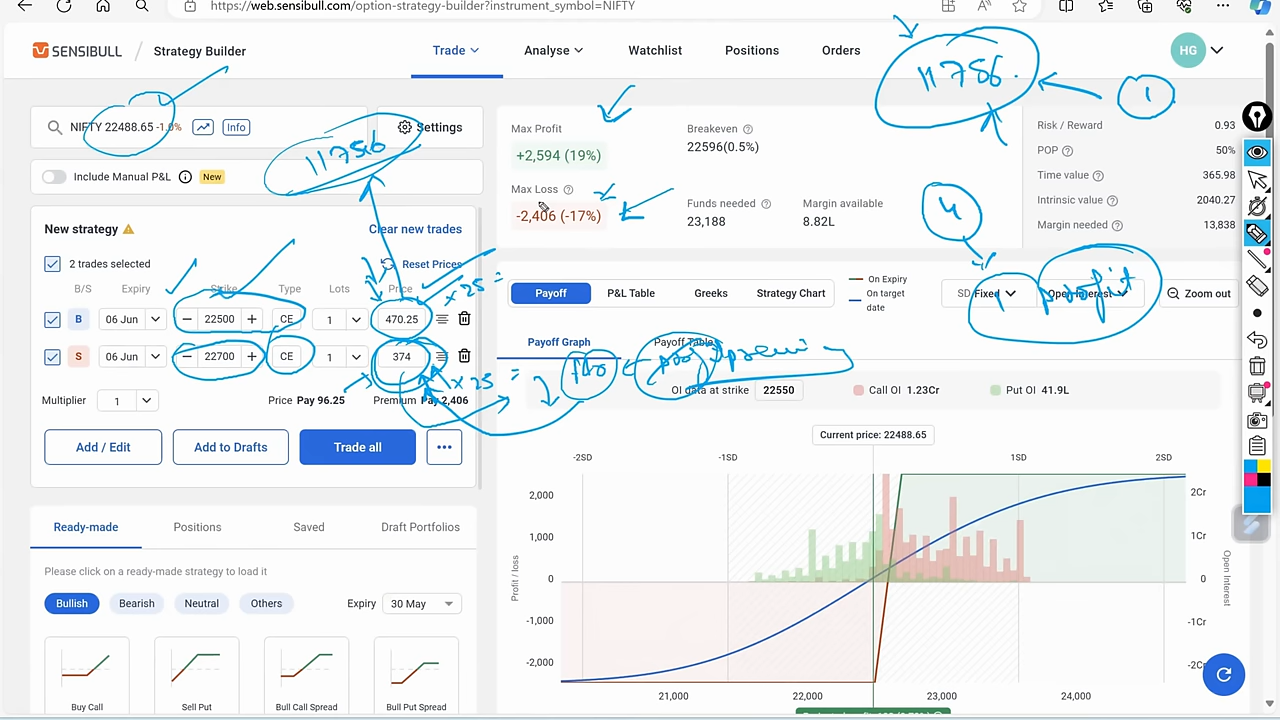 https://web.sensibull.com/option-strategy-builder?instrument_symbol=NIFTY
SENSIBULL / Strategy Builder
Trade Analyse Watchlist Positions Orders
HG
11786.
1
NIFTY 22488.65 -1.0% Info
Settings
11756
Include Manual P&L New
New strategy
Clear new trades
2 trades selected
Reset Prices
B/S Expiry Strike Type Lots Price
B 06 Jun 22500 CE 1 470.25
× 25 =
S 06 Jun 22700 CE 1 374
× 25 =
Multiplier 1 Price Pay 96.25 Premium Pay 2,406
Add / Edit Add to Drafts Trade all
Ready-made Positions Saved Draft Portfolios
Please click on a ready-made strategy to load it
Bullish Bearish Neutral Others Expiry 30 May
Buy Call Sell Put Bull Call Spread Bull Put Spread
Max Profit
+2,594 (19%)
Breakeven
22596(0.5%)
Max Loss
-2,406 (-17%)
Funds needed
23,188
Margin available
8.82L
Risk / Reward 0.93
POP 50%
Time value 365.98
Intrinsic value 2040.27
Margin needed 13,838
4
1 profit
Payoff P&L Table Greeks Strategy Chart
On Expiry
On target date
SD Fixed Open Interest Zoom out
Payoff Graph Payoff Table
OI data at strike 22550 Call OI 1.23Cr Put OI 41.9L
Current price: 22488.65
-2SD -1SD 1SD 2SD
2,000
1,000
0
-1,000
-2,000
Profit / loss
2Cr
1Cr
0
-1Cr
-2Cr
Open Interest
21,000 22,000 23,000 24,000